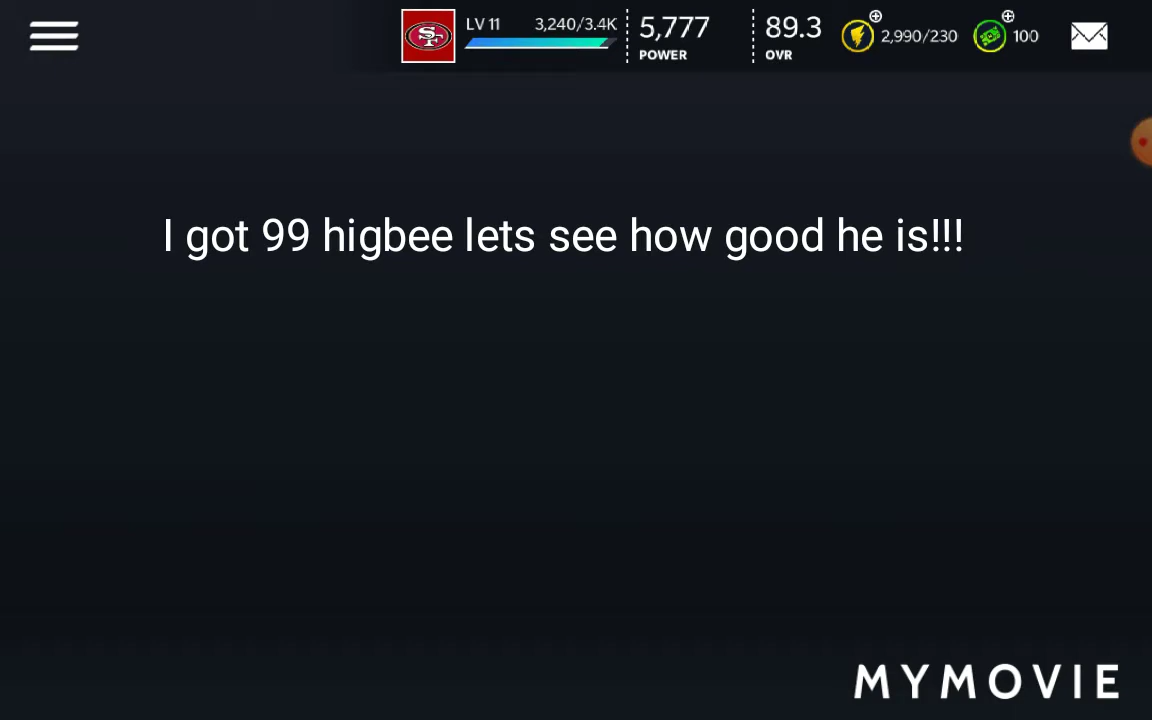 SF
LV 11 3,240/3.4K
5,777
POWER
89.3
OVR
2,990/230
100
I got 99 higbee lets see how good he is!!!
MYMOVIE